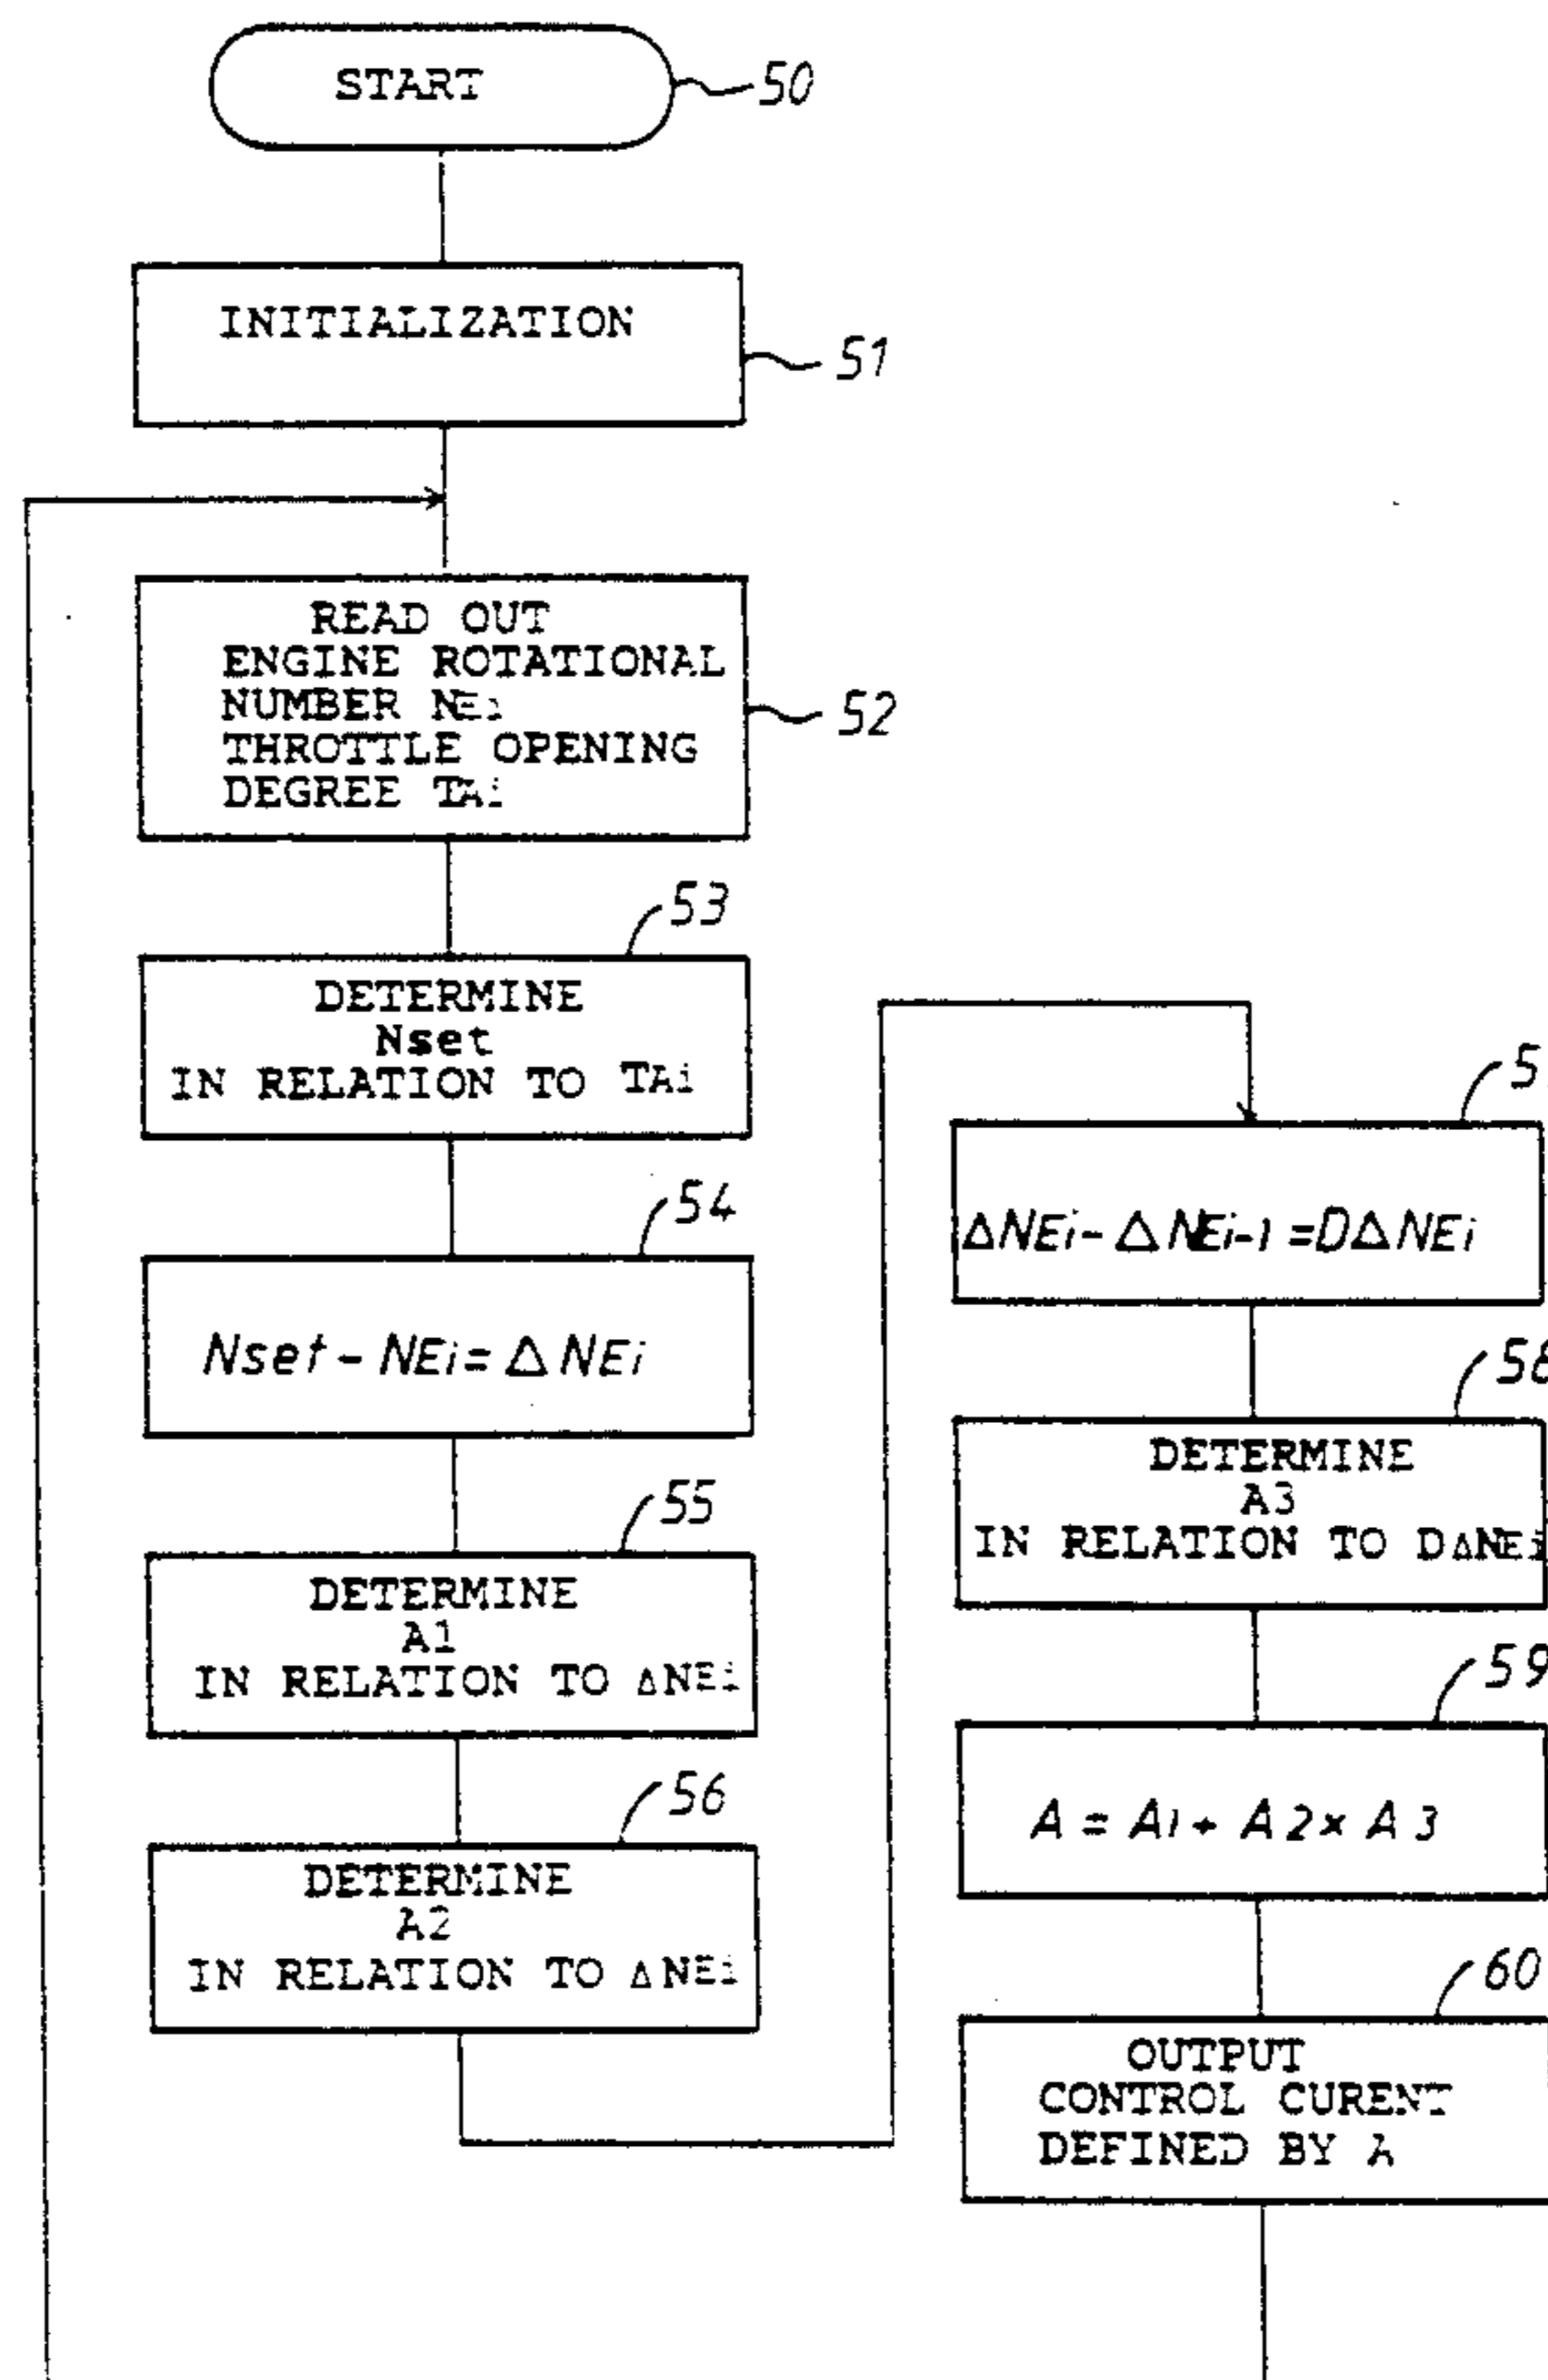 START
50
INITIALIZATION
51
READ OUT
ENGINE ROTATIONAL
NUMBER NEi
THROTTLE OPENING
DEGREE TAi
52
53
DETERMINE
Nset
IN RELATION TO TAi
54
Nset - NEi = Δ NEi
55
DETERMINE
A1
IN RELATION TO ΔNEi
56
DETERMINE
A2
IN RELATION TO ΔNEi
ΔNEi - ΔNEi-1 = DΔNEi
58
DETERMINE
A3
IN RELATION TO DΔNEi
59
A = A1 + A2 × A3
60
OUTPUT
CONTROL CURENT
DEFINED BY A